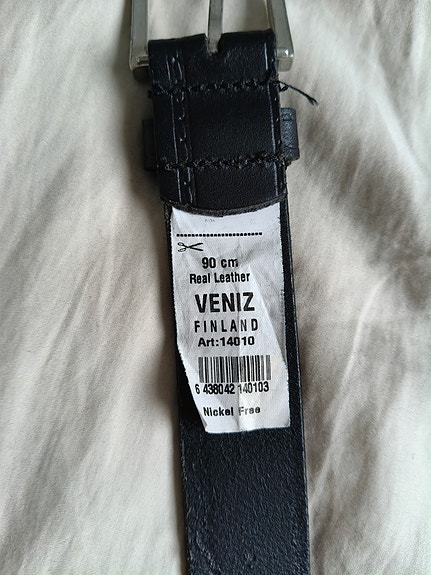 90 cm
Real Leather
VENIZ
FINLAND
Art:14010
6 438042 140103
Nickel Free